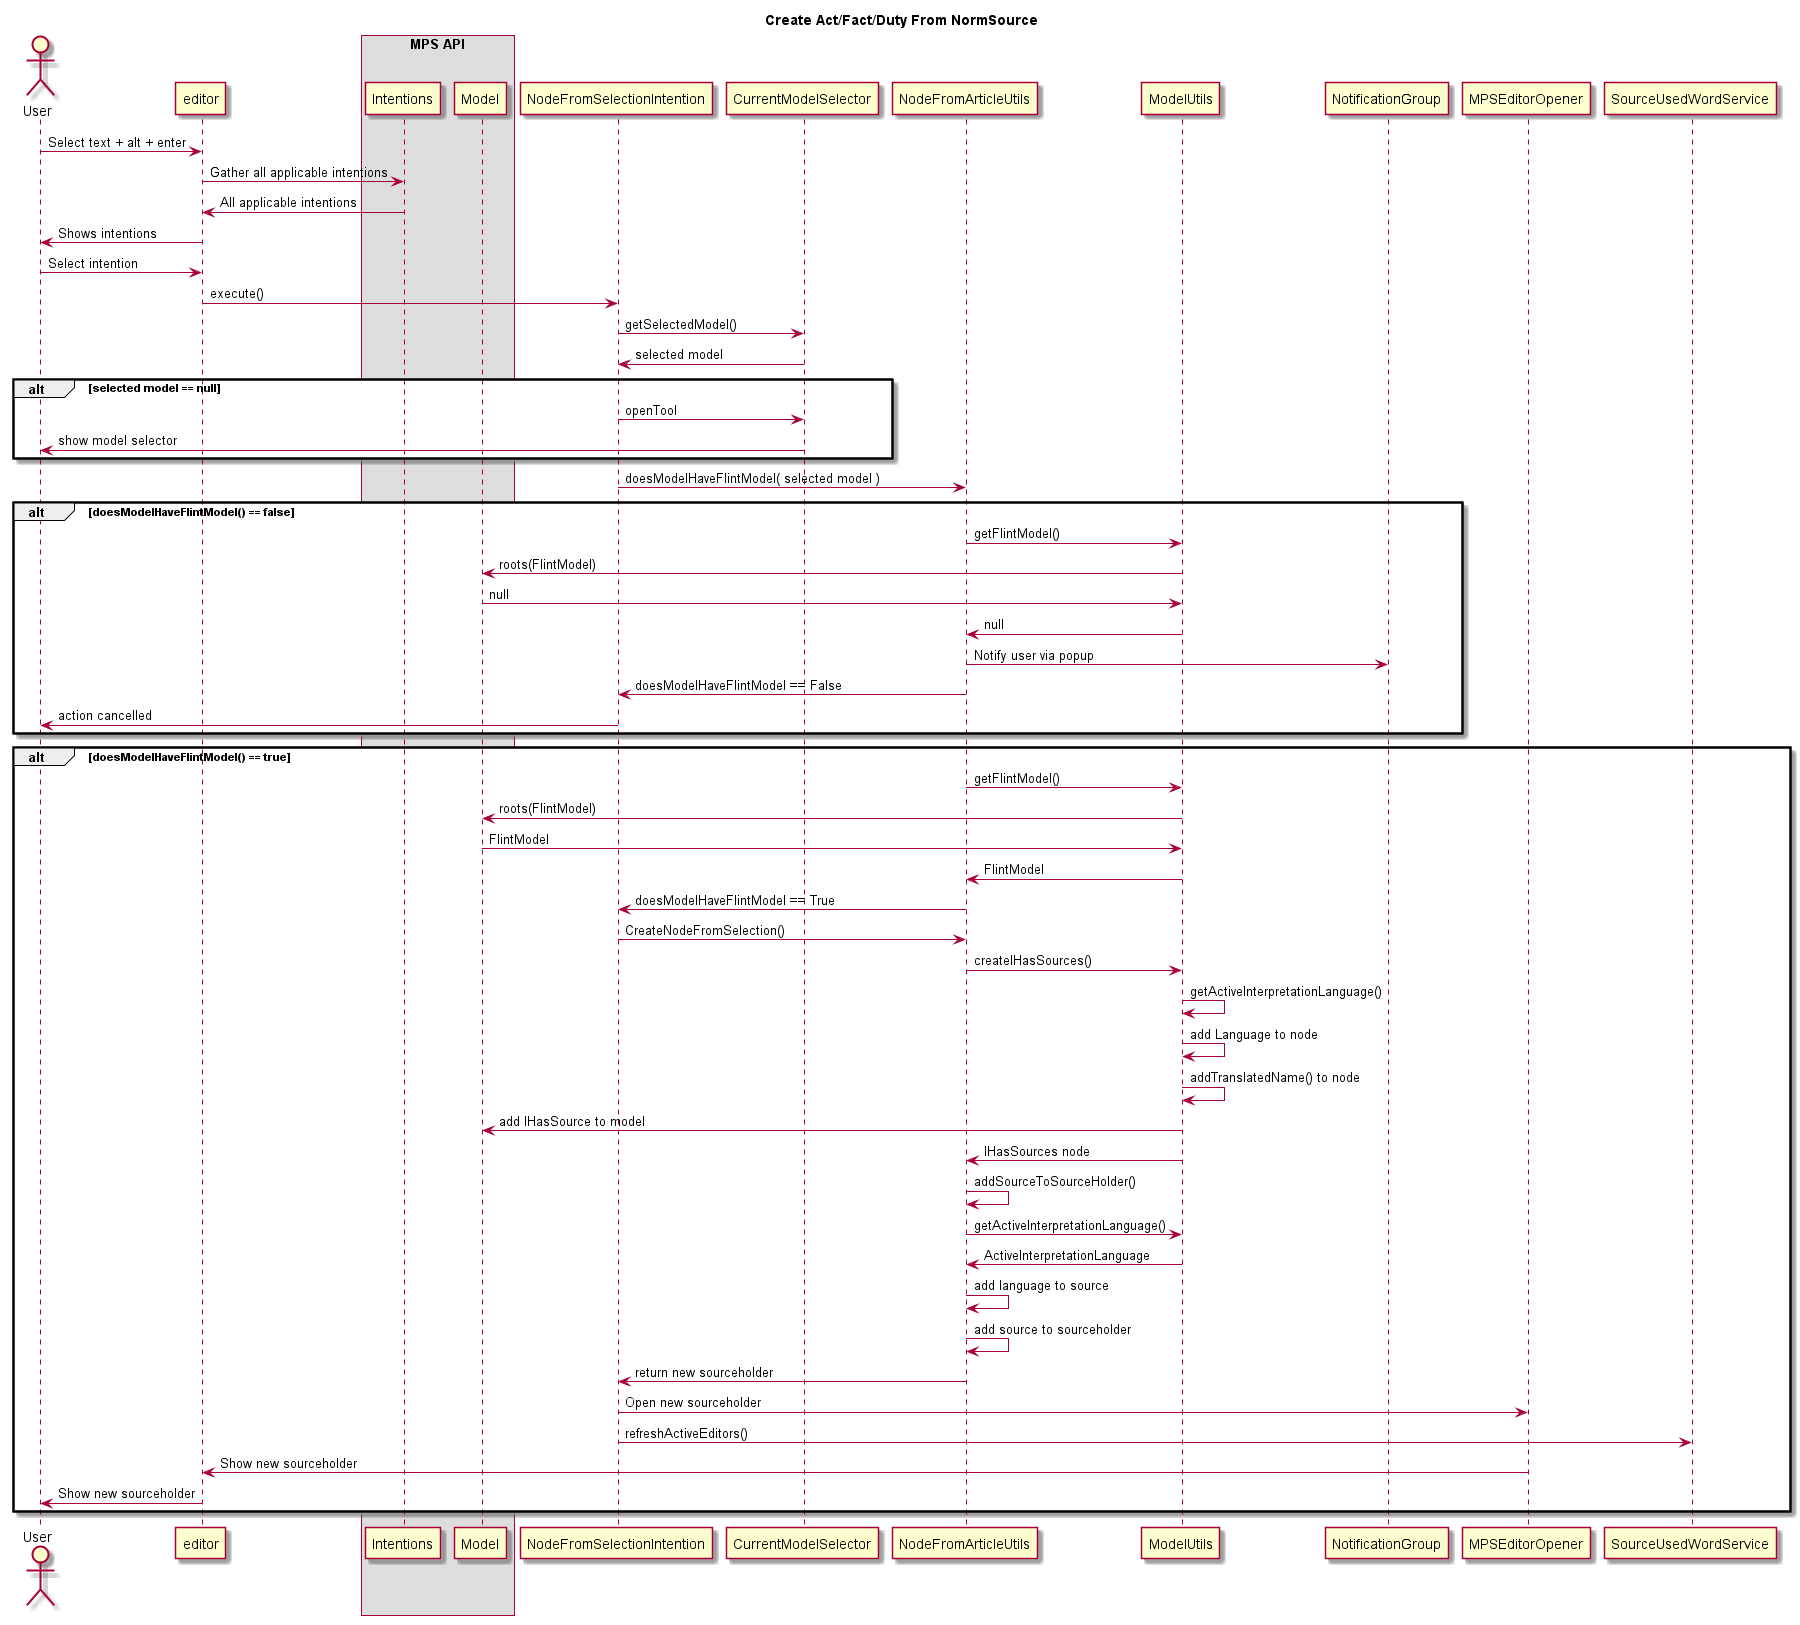 Create Act/Fact/Duty From NormSource
MPS API
User
editor
Intentions
Model
NodeFromSelectionIntention
CurrentModelSelector
NodeFromArticleUtils
ModelUtils
NotificationGroup
MPSEditorOpener
SourceUsedWordService
Select text + alt + enter
Gather all applicable intentions
All applicable intentions
Shows intentions
Select intention
execute()
getSelectedModel()
selected model
alt [selected model == null]
openTool
show model selector
doesModelHaveFlintModel( selected model )
alt [doesModelHaveFlintModel() == false]
getFlintModel()
roots(FlintModel)
null
null
Notify user via popup
doesModelHaveFlintModel == False
action cancelled
alt [doesModelHaveFlintModel() == true]
getFlintModel()
roots(FlintModel)
FlintModel
FlintModel
doesModelHaveFlintModel == True
CreateNodeFromSelection()
createIHasSources()
getActiveInterpretationLanguage()
add Language to node
addTranslatedName() to node
add IHasSource to model
IHasSources node
addSourceToSourceHolder()
getActiveInterpretationLanguage()
ActiveInterpretationLanguage
add language to source
add source to sourceholder
return new sourceholder
Open new sourceholder
refreshActiveEditors()
Show new sourceholder
Show new sourceholder
User
editor
Intentions
Model
NodeFromSelectionIntention
CurrentModelSelector
NodeFromArticleUtils
ModelUtils
NotificationGroup
MPSEditorOpener
SourceUsedWordService